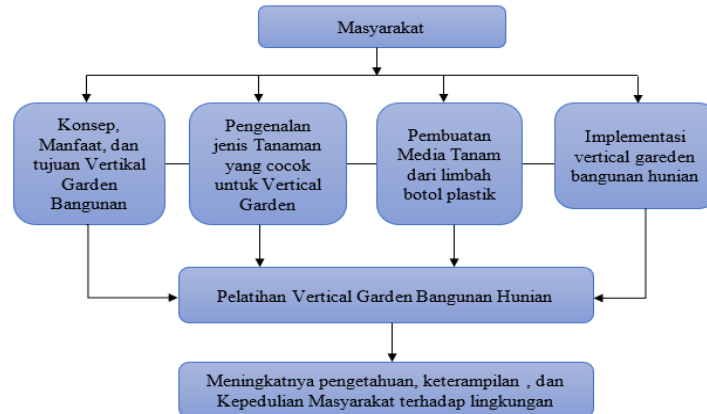 Masyarakat
Konsep,
Manfaat, dan
tujuan Vertikal
Garden
Bangunan
Pengenalan
jenis Tanaman
yang cocok
untuk Vertical
Garden
Pembuatan
Media Tanam
dari limbah
botol plastik
Implementasi
vertical gareden
bangunan hunian
Pelatihan Vertical Garden Bangunan Hunian
Meningkatnya pengetahuan, keterampilan , dan
Kepedulian Masyarakat terhadap lingkungan